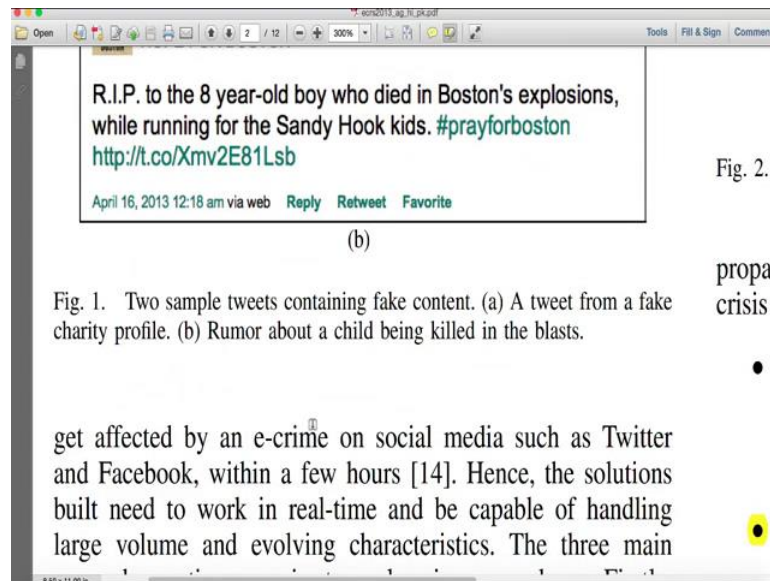 ecrs2013_ag_hl_pk.pdf
Open
2
/ 12
300%
Tools
Fill & Sign
Commen
R.I.P. to the 8 year-old boy who died in Boston's explosions,
while running for the Sandy Hook kids. #prayforboston
http://t.co/Xmv2E81Lsb
April 16, 2013 12:18 am via web Reply Retweet Favorite
(b)
Fig. 1. Two sample tweets containing fake content. (a) A tweet from a fake
charity profile. (b) Rumor about a child being killed in the blasts.
get affected by an e-crime on social media such as Twitter
and Facebook, within a few hours [14]. Hence, the solutions
built need to work in real-time and be capable of handling
large volume and evolving characteristics. The three main
Fig. 2.
propa
crisis